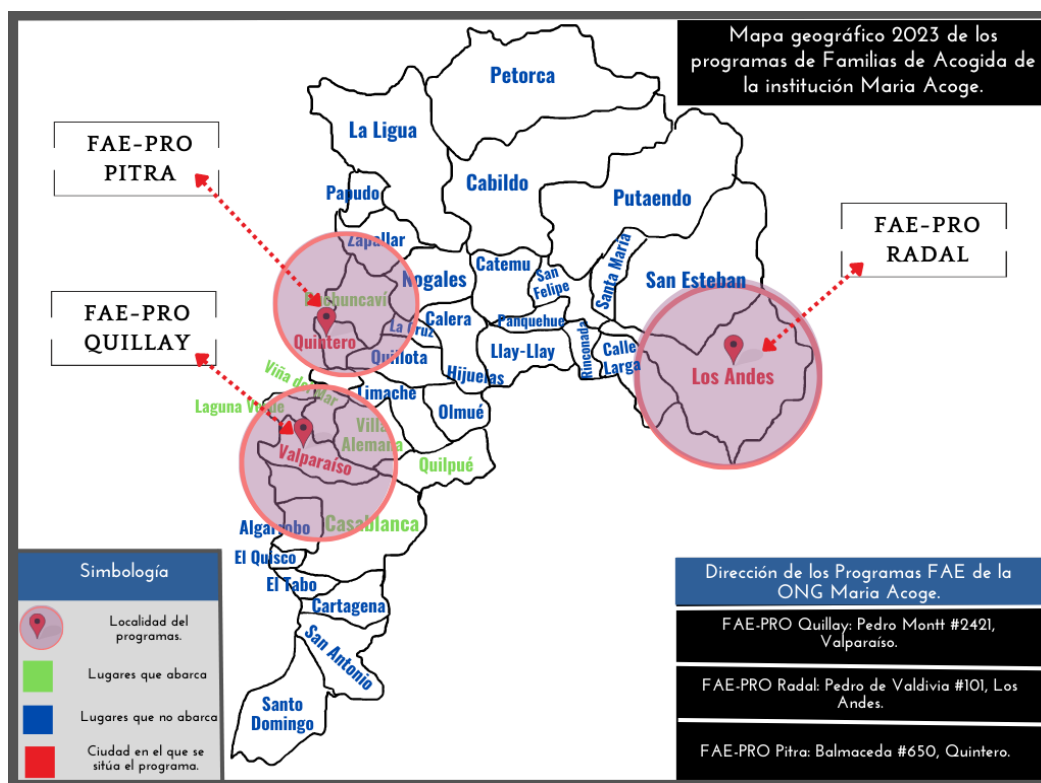 Mapa geográfico 2023 de los
programas de Familias de Acogida de
la institución Maria Acoge.
FAE-PRO
PITRA
FAE-PRO
QUILLAY
FAE-PRO
RADAL
Petorca
La Ligua
Cabildo
Papudo
Putaendo
Zapallar
Nogales
Catemu
San
Felipe
Santa María
San Esteban
Puchuncaví
La Cruz
Calera
Panquehue
Quintero
Quillota
Hijuelas
Llay-Llay
Rinconada
Calle
Larga
Los Andes
Viña del Mar
Limache
Olmué
Laguna Verde
Villa
Alemana
Valparaíso
Quilpué
Algarrobo
Casablanca
El Quisco
El Tabo
Cartagena
San Antonio
Santo
Domingo
Simbología
Localidad del
programas.
Lugares que abarca
Lugares que no abarca
Ciudad en el que se
sitúa el programa.
Dirección de los Programas FAE de la
ONG Maria Acoge.
FAE-PRO Quillay: Pedro Montt #2421,
Valparaíso.
FAE-PRO Radal: Pedro de Valdivia #101, Los
Andes.
FAE-PRO Pitra: Balmaceda #650, Quintero.